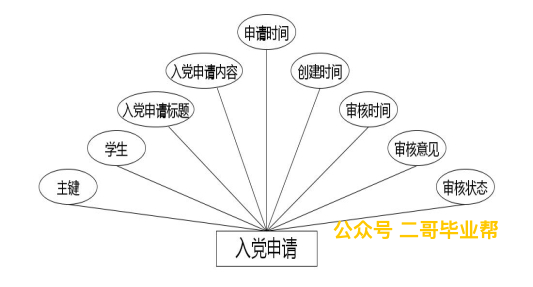 申请时间
入党申请内容
创建时间
入党申请标题
审核时间
学生
审核意见
主键
审核状态
公众号 二哥毕业帮
入党申请